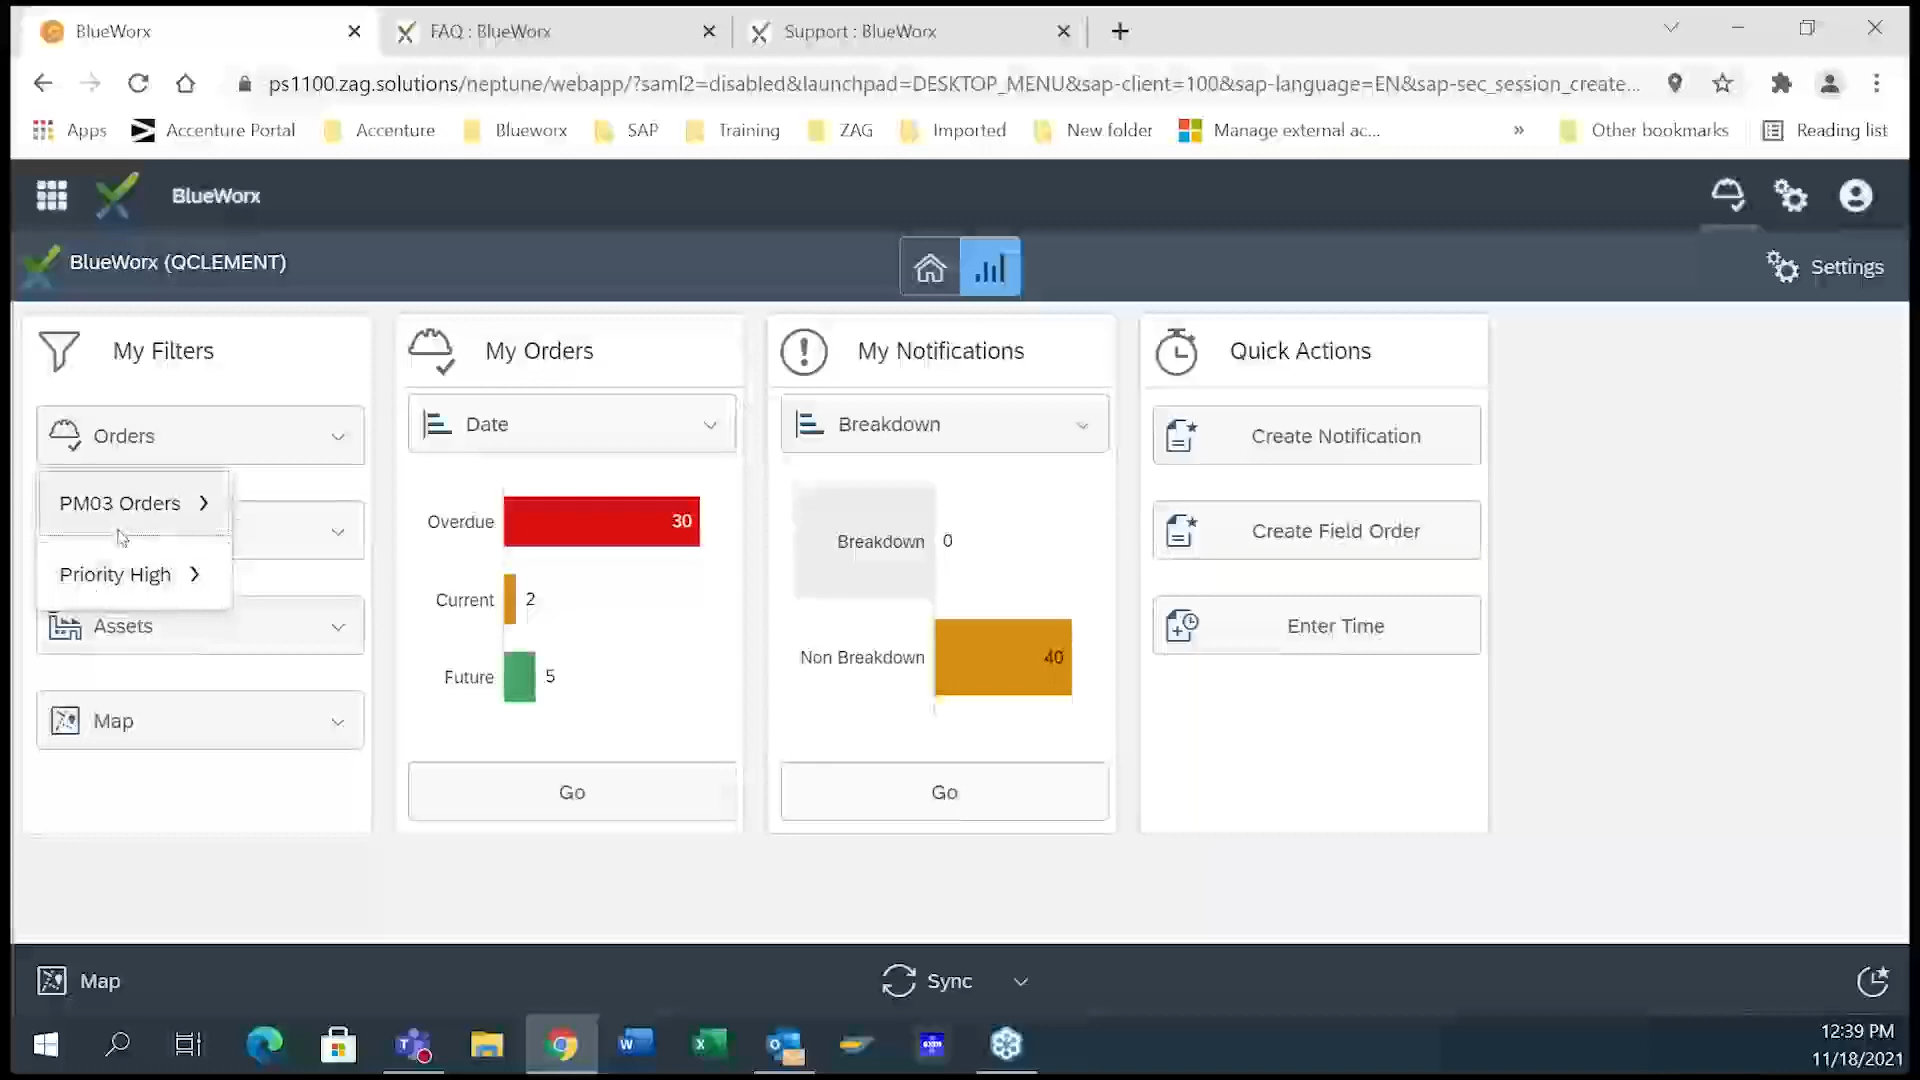 BlueWorx
FAQ : BlueWorx
Support : BlueWorx
ps1100.zag.solutions/neptune/webapp/?saml2=disabled&launchpad=DESKTOP_MENU&sap-client=100&sap-language=EN&sap-sec_session_create...
Apps
Accenture Portal
Accenture
Blueworx
SAP
Training
ZAG
Imported
New folder
Manage external ac...
»
Other bookmarks
Reading list
BlueWorx
BlueWorx (QCLEMENT)
Settings
My Filters
Orders
PM03 Orders
Priority High
Assets
Map
My Orders
Date
Overdue 30
Current 2
Future 5
Go
My Notifications
Breakdown
Breakdown 0
Non Breakdown 40
Go
Quick Actions
Create Notification
Create Field Order
Enter Time
Map
Sync
12:39 PM
11/18/2021